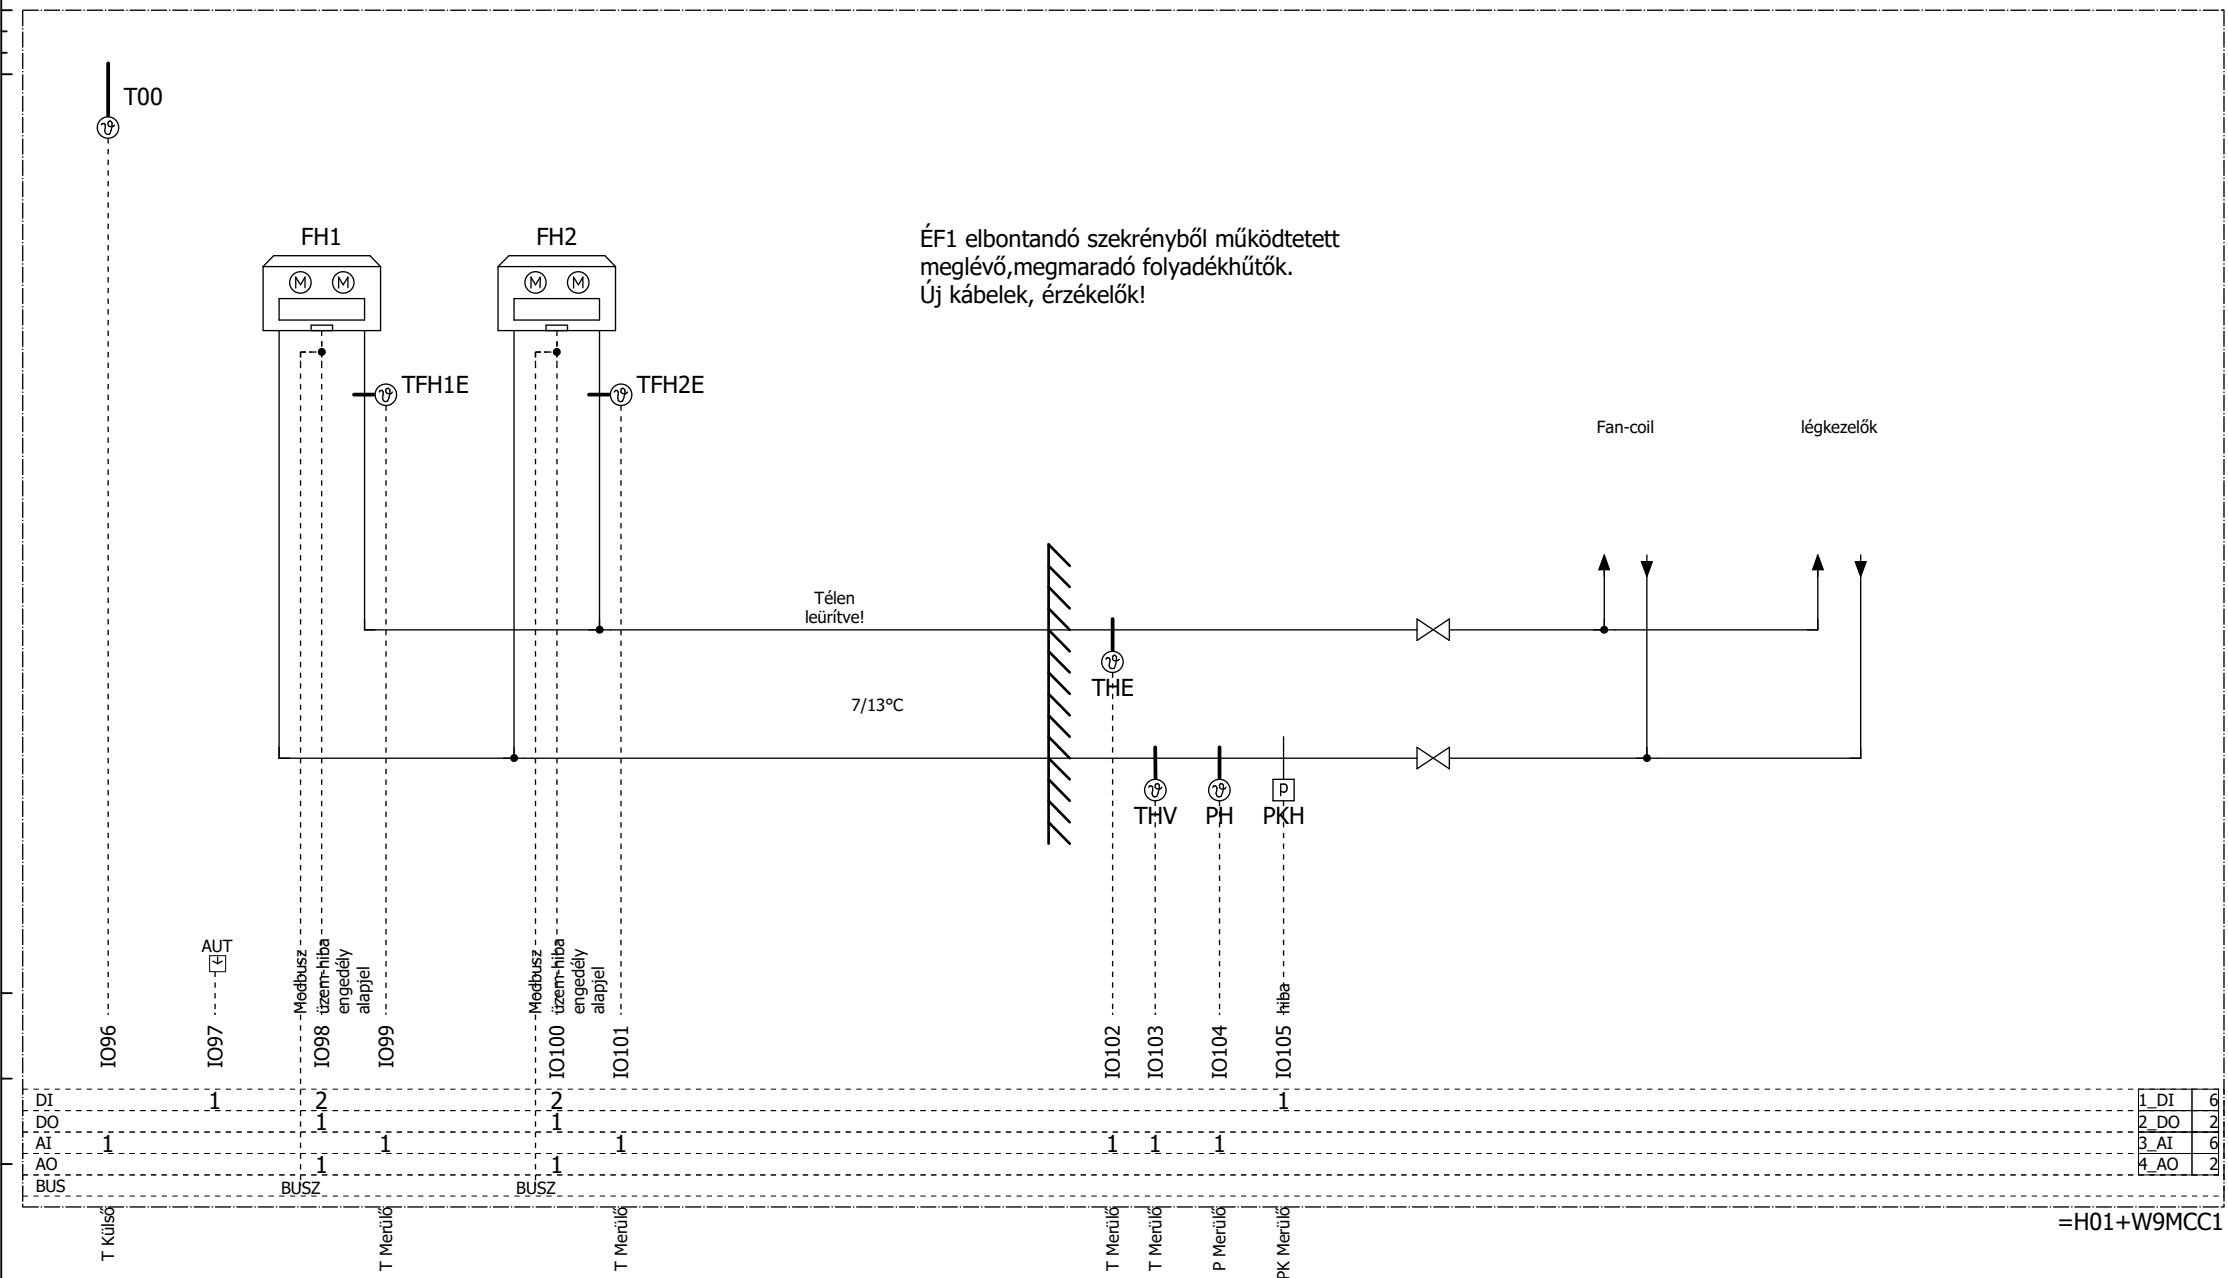 T00
ϑ
FH1
FH2
M M
M M
ÉF1 elbontandó szekrényből működtetett
meglévő,megmaradó folyadékhűtők.
Új kábelek, érzékelők!
ϑ TFH1E
ϑ TFH2E
Fan-coil
légkezelők
Télen
leürítve!
ϑ
THE
7/13°C
ϑ
THV
ϑ
PH
p
PKH
AUT
Modbusz
üzem-hiba
engedély
alapjel
Modbusz
üzem-hiba
engedély
alapjel
hiba
IO96
IO97
IO98
IO99
IO100
IO101
IO102
IO103
IO104
IO105
DI 1 2 2 1 1_DI 6
DO 1 1 2_DO 2
AI 1 1 1 1 1 1 3_AI 6
AO 1 1 4_AO 2
BUS BUSZ BUSZ
T Külső
T Merülő
T Merülő
T Merülő
T Merülő
P Merülő
PK Merülő
=H01+W9MCC1